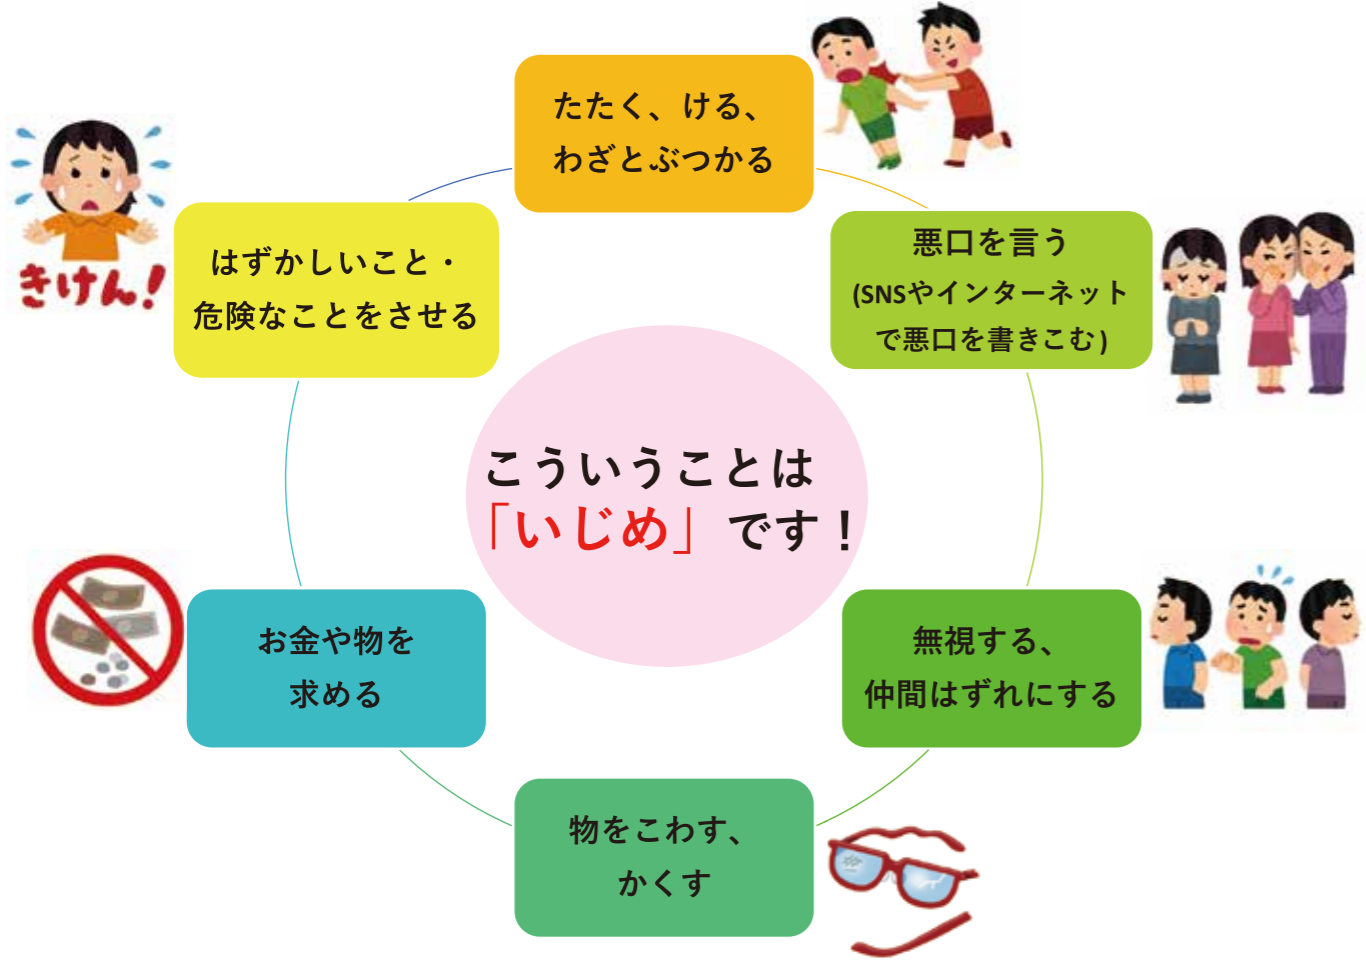 たたく、ける、
わざとぶつかる
悪口を言う
(SNSやインターネット
で悪口を書きこむ)
無視する、
仲間はずれにする
物をこわす、
かくす
お金や物を
求める
はずかしいこと・
危険なことをさせる
きけん!
こういうことは
「いじめ」です！